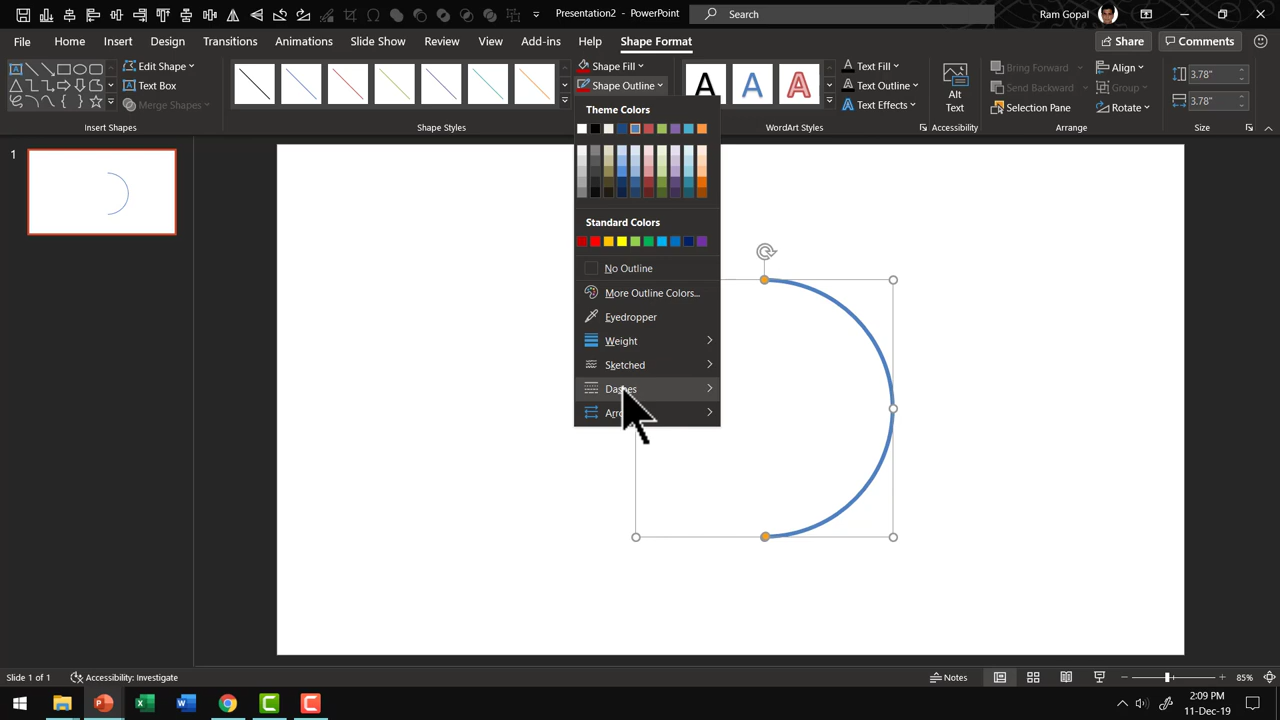 Presentation2 - PowerPoint
Search
Ram Gopal
File Home Insert Design Transitions Animations Slide Show Review View Add-ins Help Shape Format Share Comments
Edit Shape
Text Box
Merge Shapes
Insert Shapes
Shape Styles
Shape Fill
Shape Outline
A A A
WordArt Styles
Text Fill
Text Outline
Text Effects
Alt
Text
Accessibility
Bring Forward
Send Backward
Selection Pane
Align
Group
Rotate
Arrange
3.78"
3.78"
Size
1
Theme Colors
Standard Colors
No Outline
More Outline Colors...
Eyedropper
Weight
Sketched
Slide 1 of 1
Accessibility: Investigate
Notes
85%
2:09 PM
11-Dec-19